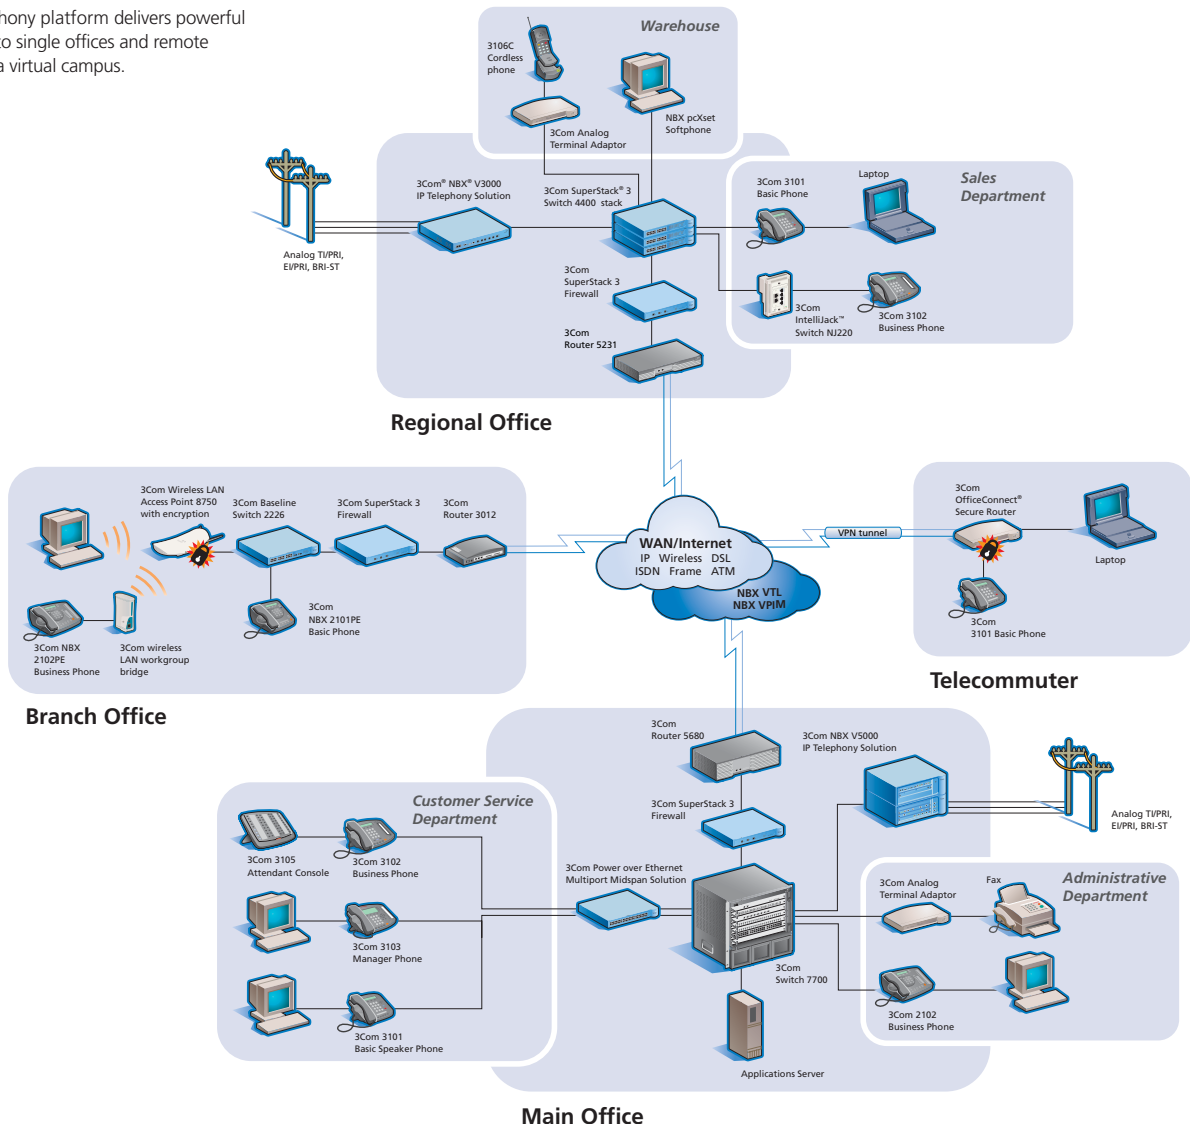 hony platform delivers powerful
to single offices and remote
a virtual campus.
Warehouse
3106C
Cordless
phone
3Com Analog
Terminal Adaptor
NBX pcXset
Softphone
3Com® NBX® V3000
IP Telephony Solution
3Com SuperStack® 3
Switch 4400 stack
Analog TI/PRI,
EI/PRI, BRI-ST
3Com
SuperStack 3
Firewall
3Com
Router 5231
Sales
Department
3Com 3101
Basic Phone
Laptop
3Com
IntelliJack™
Switch NJ220
3Com 3102
Business Phone
Regional Office
3Com Wireless LAN
Access Point 8750
with encryption
3Com Baseline
Switch 2226
3Com SuperStack 3
Firewall
3Com
Router 3012
3Com NBX
2102PE
Business Phone
3Com wireless
LAN workgroup
bridge
3Com
NBX 2101PE
Basic Phone
Branch Office
WAN/Internet
IP Wireless DSL
ISDN Frame ATM
NBX VTL
NBX VPIM
VPN tunnel
3Com
OfficeConnect®
Secure Router
Laptop
3Com
3101 Basic Phone
Telecommuter
3Com
Router 5680
3Com NBX V5000
IP Telephony Solution
3Com SuperStack 3
Firewall
Analog TI/PRI,
EI/PRI, BRI-ST
Customer Service
Department
3Com 3105
Attendant Console
3Com 3102
Business Phone
3Com 3103
Manager Phone
3Com 3101
Basic Speaker Phone
3Com Power over Ethernet
Multiport Midspan Solution
3Com
Switch 7700
Applications Server
Administrative
Department
3Com Analog
Terminal Adaptor
Fax
3Com 2102
Business Phone
Main Office